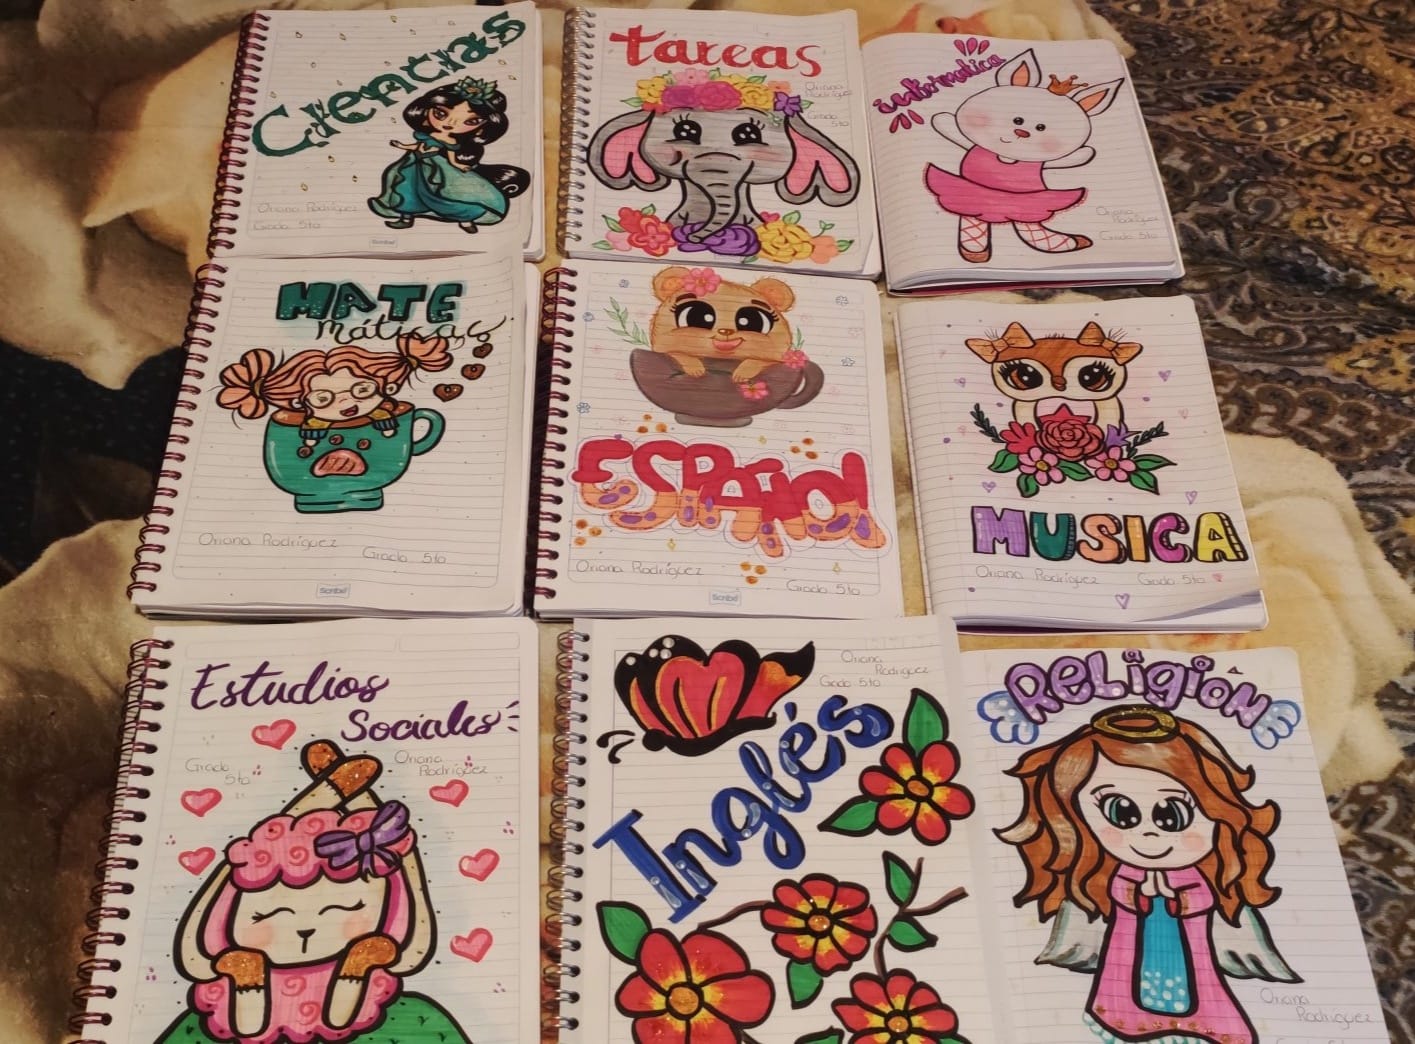 Ciencias
Oriana Rodríguez
Grado 5to
Scribe
tareas
Oriana
Rodríguez
Grado
5to
informatica
Oriana
Rodríguez
Grado 5to
MATE
máticas
Oriana Rodríguez
Grado 5to
Scribe
ESPAÑOl
Oriana Rodríguez
Grado 5to
Scribe
MUSICA
Oriana Rodríguez
Grado 5to
Estudios
Sociales
Grado
5to
Oriana
Rodríguez
Oriana
Rodríguez
Grado 5to
Inglés
ReLigiON
Oriana
Rodríguez